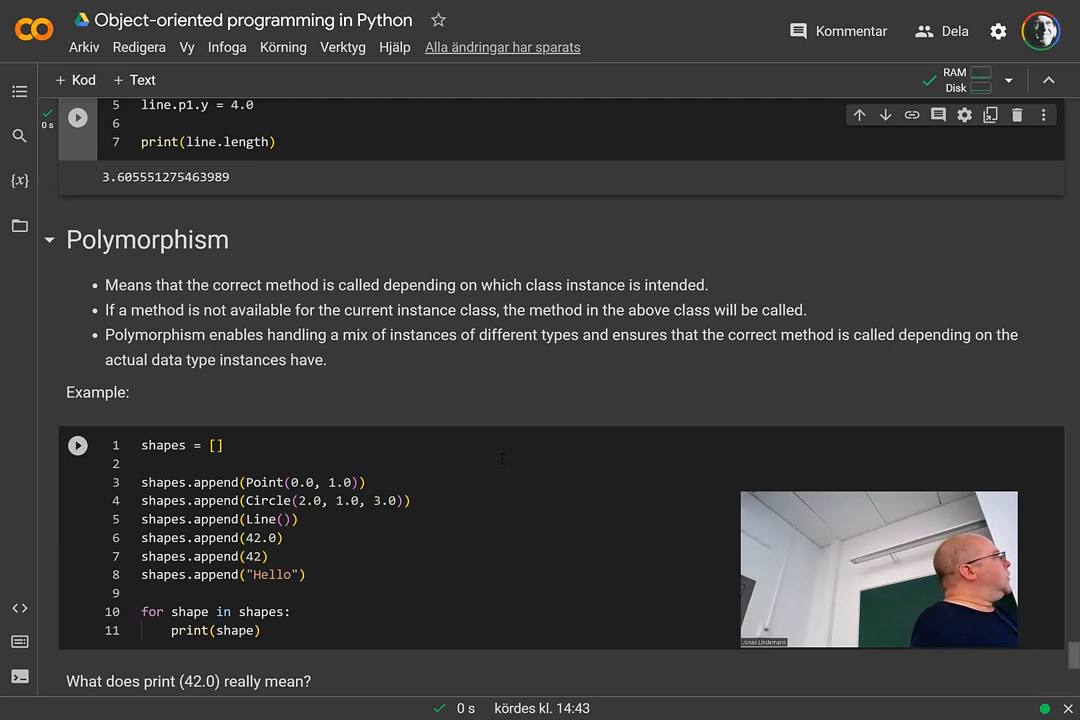 Object-oriented programming in Python
Kommentar
Dela
Arkiv Redigera Vy Infoga Körning Verktyg Hjälp Alla ändringar har sparats
+ Kod + Text
RAM
Disk
0 s
5 line.p1.y = 4.0
6
7 print(line.length)
3.605551275463989
{x}
Polymorphism
• Means that the correct method is called depending on which class instance is intended.
• If a method is not available for the current instance class, the method in the above class will be called.
• Polymorphism enables handling a mix of instances of different types and ensures that the correct method is called depending on the
actual data type instances have.
Example:
1 shapes = []
2
3 shapes.append(Point(0.0, 1.0))
4 shapes.append(Circle(2.0, 1.0, 3.0))
5 shapes.append(Line())
6 shapes.append(42.0)
7 shapes.append(42)
8 shapes.append("Hello")
9
10 for shape in shapes:
11 print(shape)
Jonas Lindemann
What does print (42.0) really mean?
0 s kördes kl. 14:43